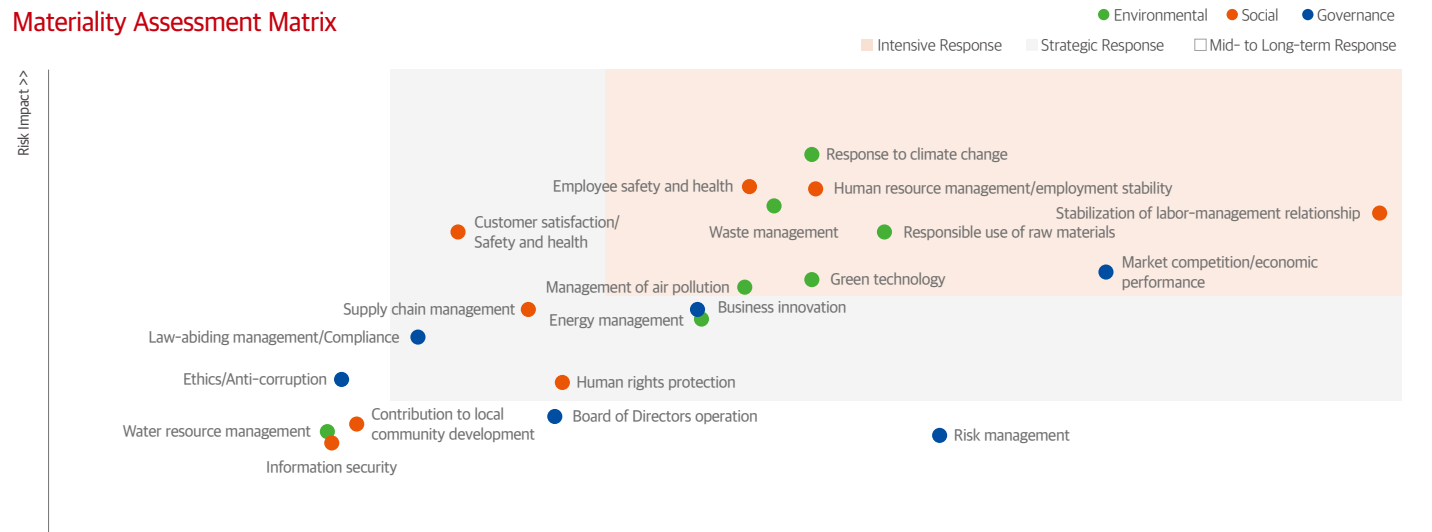 Materiality Assessment Matrix
Environmental
Social
Governance
Intensive Response
Strategic Response
Mid- to Long-term Response
Risk Impact >>
Response to climate change
Employee safety and health
Human resource management/employment stability
Stabilization of labor-management relationship
Customer satisfaction/
Safety and health
Waste management
Responsible use of raw materials
Market competition/economic
performance
Green technology
Management of air pollution
Supply chain management
Business innovation
Energy management
Law-abiding management/Compliance
Ethics/Anti-corruption
Human rights protection
Contribution to local
community development
Board of Directors operation
Water resource management
Risk management
Information security